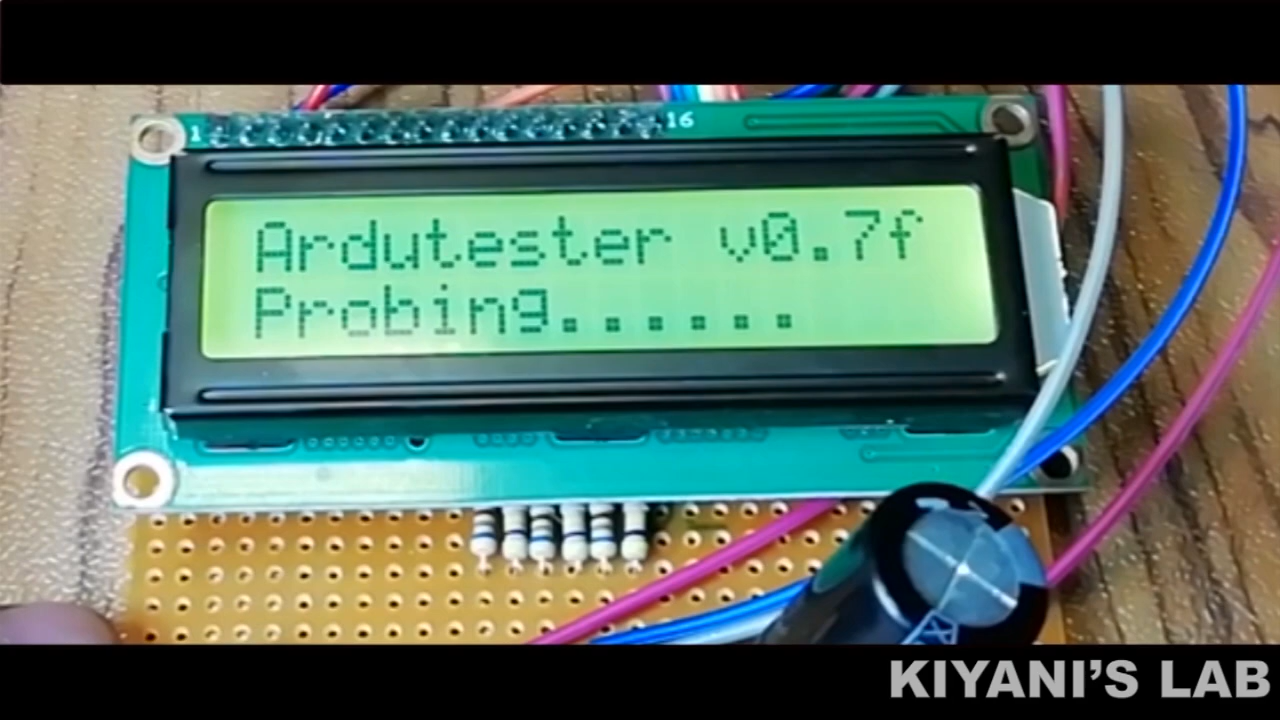 1
16
Ardutester v0.7f
Probing......
KIYANI'S LAB